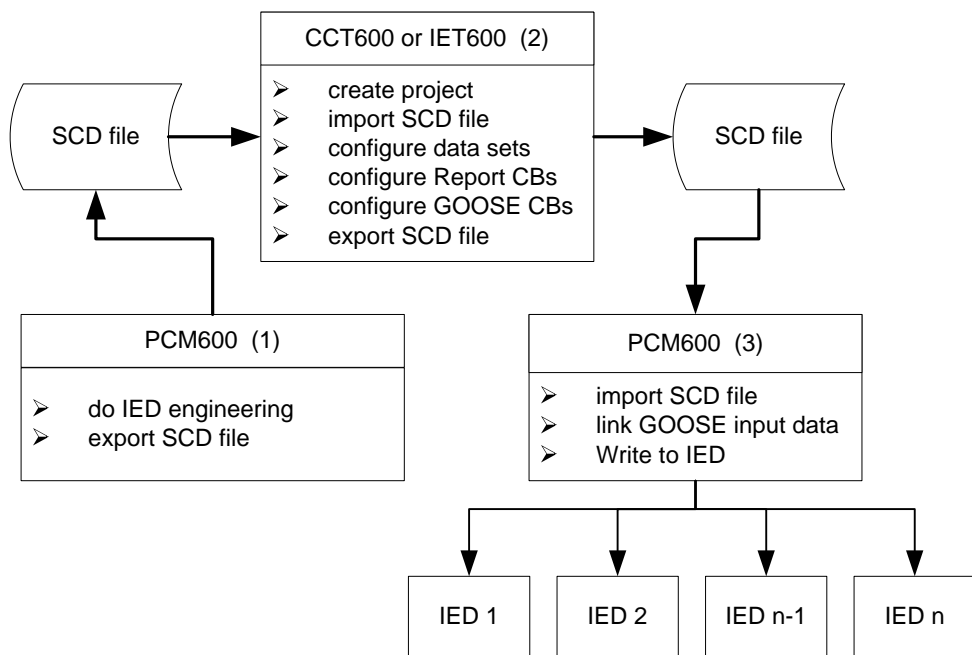 CCT600 or IET600  (2)
➢ create project
➢ import SCD file
➢ configure data sets
➢ configure Report CBs
➢ configure GOOSE CBs
➢ export SCD file
SCD file
SCD file
PCM600  (1)
➢ do IED engineering
➢ export SCD file
PCM600  (3)
➢ import SCD file
➢ link GOOSE input data
➢ Write to IED
IED 1
IED 2
IED n-1
IED n